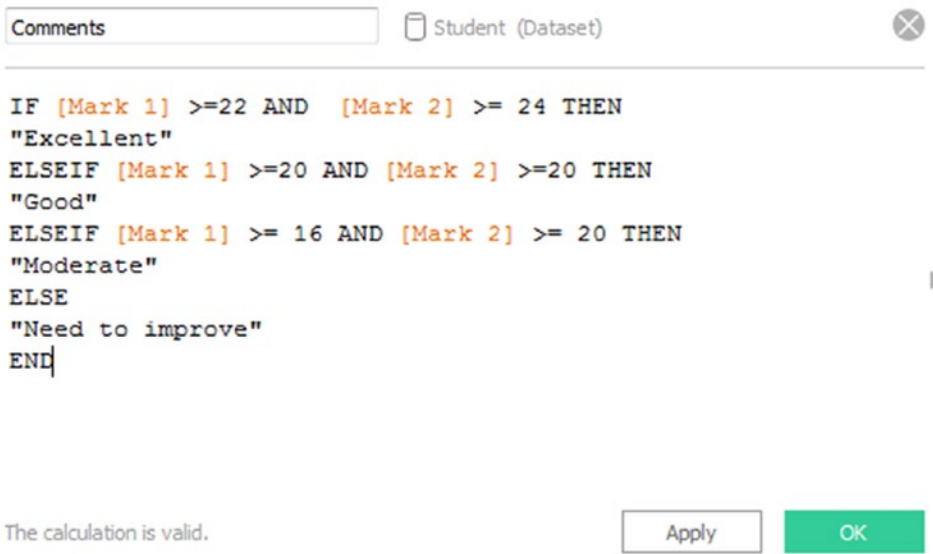 Comments Student (Dataset)
IF [Mark 1] >=22 AND  [Mark 2] >= 24 THEN
"Excellent"
ELSEIF [Mark 1] >=20 AND [Mark 2] >=20 THEN
"Good"
ELSEIF [Mark 1] >= 16 AND [Mark 2] >= 20 THEN
"Moderate"
ELSE
"Need to improve"
END
The calculation is valid. Apply OK